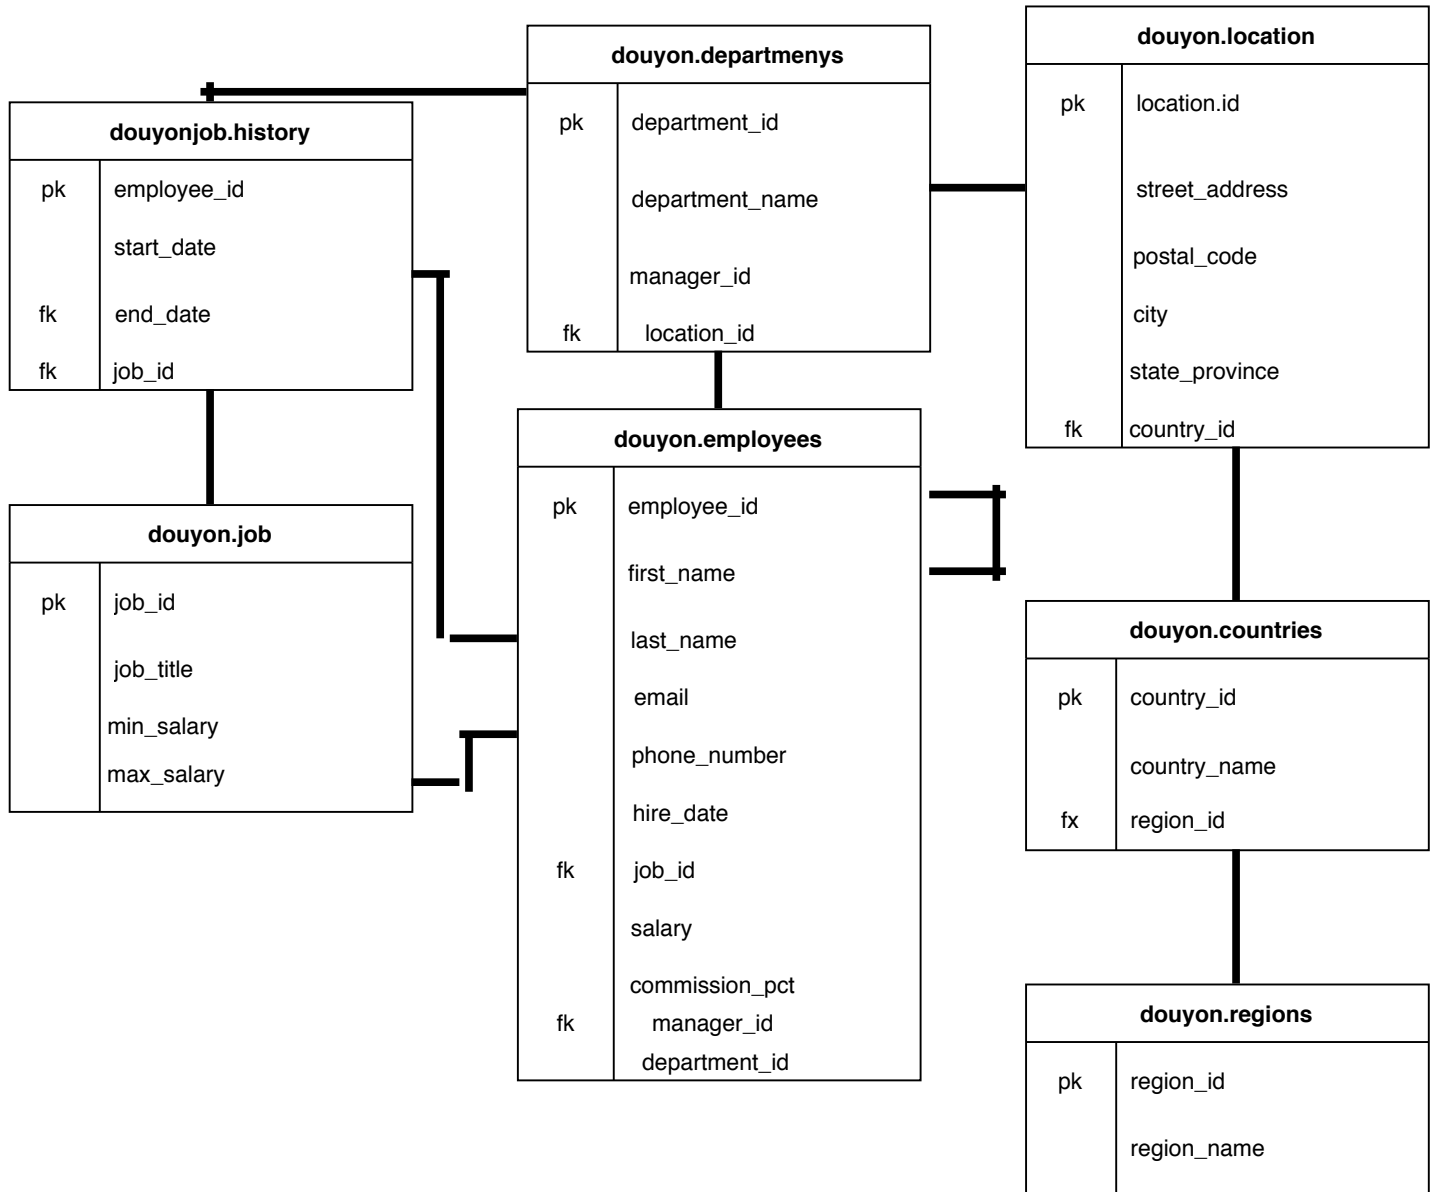 douyon.departmenys
pk department_id
department_name
manager_id
fk location_id
douyon.location
pk location.id
street_address
postal_code
city
state_province
fk country_id
douyonjob.history
pk employee_id
start_date
fk end_date
fk job_id
douyon.employees
pk employee_id
first_name
last_name
email
phone_number
hire_date
fk job_id
salary
commission_pct
fk manager_id
department_id
douyon.job
pk job_id
job_title
min_salary
max_salary
douyon.countries
pk country_id
country_name
fx region_id
douyon.regions
pk region_id
region_name